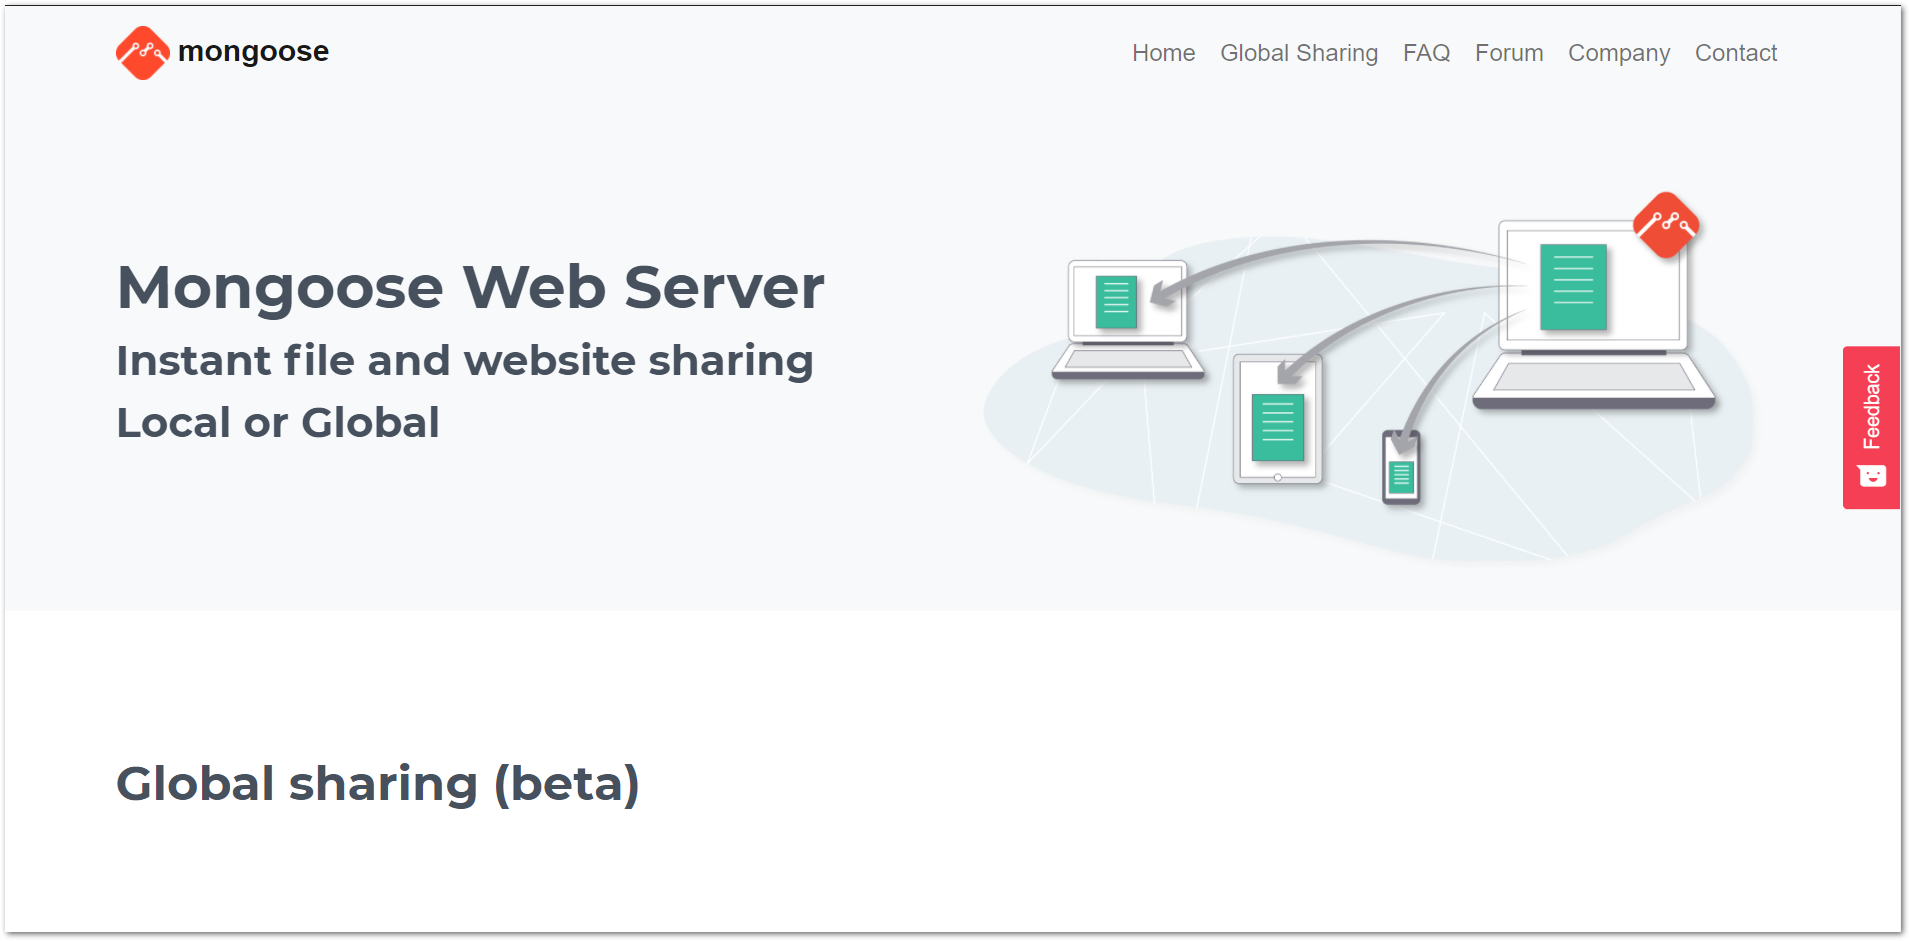 mongoose
Home Global Sharing FAQ Forum Company Contact
Mongoose Web Server
Instant file and website sharing
Local or Global
Feedback
Global sharing (beta)